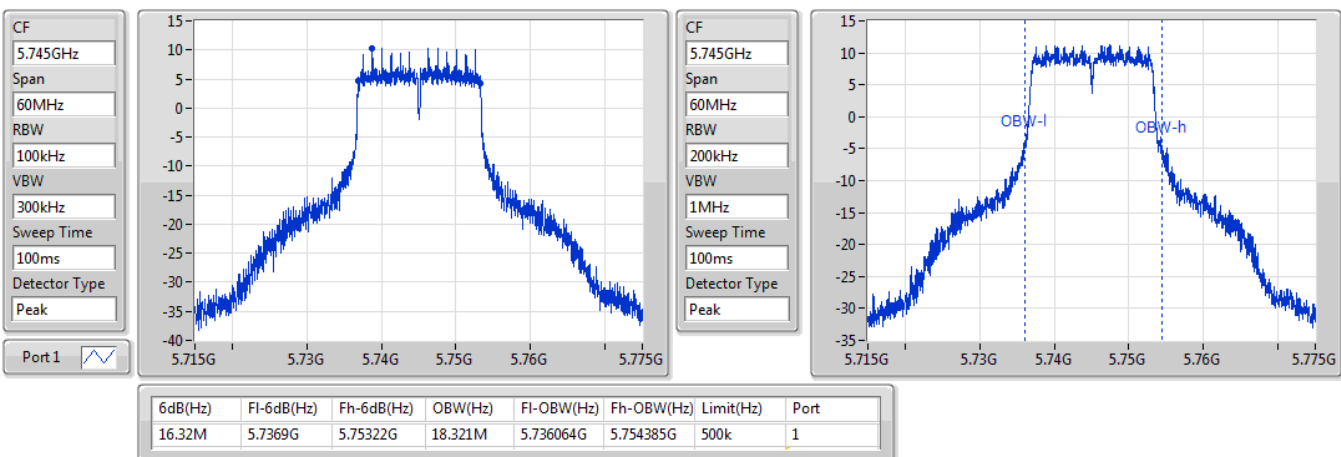 CF
5.745GHz
Span
60MHz
RBW
100kHz
VBW
300kHz
Sweep Time
100ms
Detector Type
Peak
Port 1
15
10
5
0
-5
-10
-15
-20
-25
-30
-35
-40
5.715G 5.73G 5.74G 5.75G 5.76G 5.775G
CF
5.745GHz
Span
60MHz
RBW
200kHz
VBW
1MHz
Sweep Time
100ms
Detector Type
Peak
15
10
5
0
-5
-10
-15
-20
-25
-30
-35
OBW-l
OBW-h
5.715G 5.73G 5.74G 5.75G 5.76G 5.775G
6dB(Hz) Fl-6dB(Hz) Fh-6dB(Hz) OBW(Hz) Fl-OBW(Hz) Fh-OBW(Hz) Limit(Hz) Port
16.32M 5.7369G 5.75322G 18.321M 5.736064G 5.754385G 500k 1